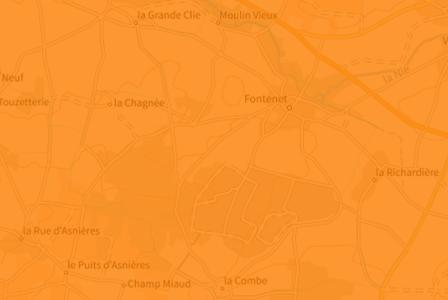 la Grande Clie
Moulin Vieux
Neuf
la Nie
Fontenet
Touzetterie
la Chagnée
la Richardière
la Rue d'Asnières
le Puits d'Asnières
la Combe
Champ Miaud